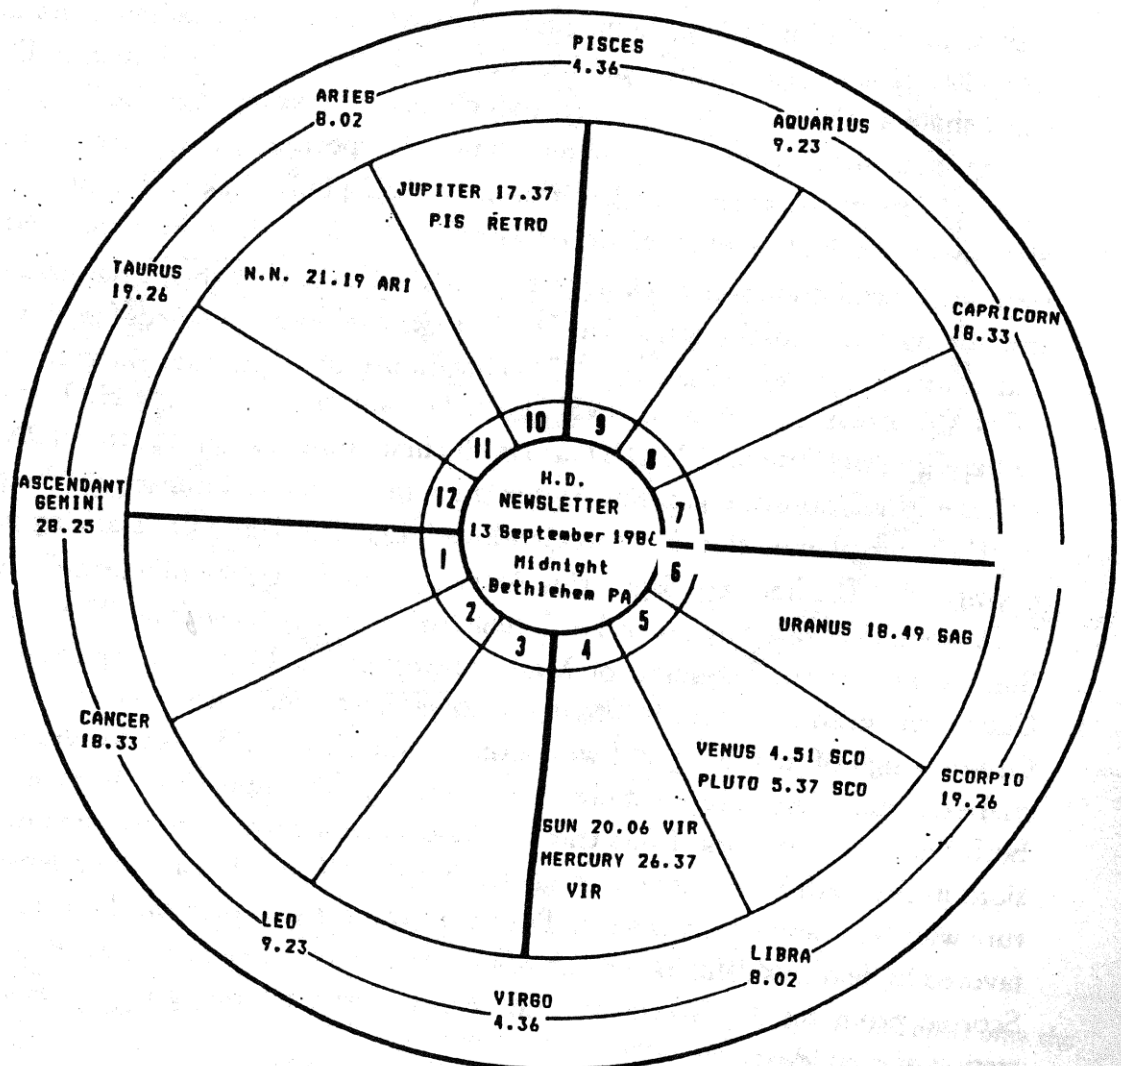 PISCES
4.36
ARIES
8.02
AQUARIUS
9.23
JUPITER 17.37
PIS RETRO
TAURUS
19.26
N.N. 21.19 ARI
CAPRICORN
18.33
10
9
11
8
12
7
ASCENDANT
GEMINI
28.25
H.D.
NEWSLETTER
13 September 1986
Midnight
Bethlehem PA
1
6
2
5
3
4
URANUS 18.49 SAG
CANCER
18.33
VENUS 4.51 SCO
PLUTO 5.37 SCO
SCORPIO
19.26
SUN 20.06 VIR
MERCURY 26.37
VIR
LEO
9.23
LIBRA
8.02
VIRGO
4.36